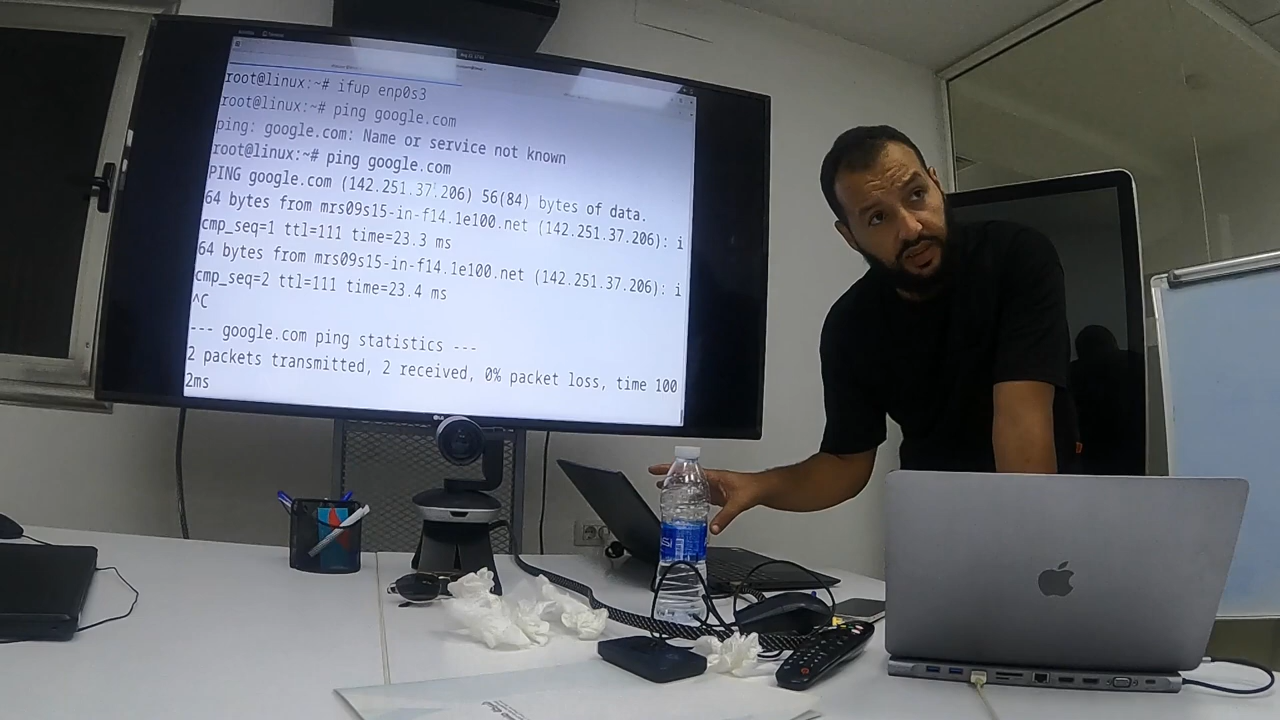 root@linux:~# ifup enp0s3
root@linux:~# ping google.com
ping: google.com: Name or service not known
root@linux:~# ping google.com
PING google.com (142.251.37.206) 56(84) bytes of data.
64 bytes from mrs09s15-in-f14.1e100.net (142.251.37.206): i
cmp_seq=1 ttl=111 time=23.3 ms
64 bytes from mrs09s15-in-f14.1e100.net (142.251.37.206): i
cmp_seq=2 ttl=111 time=23.4 ms
^C
--- google.com ping statistics ---
2 packets transmitted, 2 received, 0% packet loss, time 100
2ms
LG